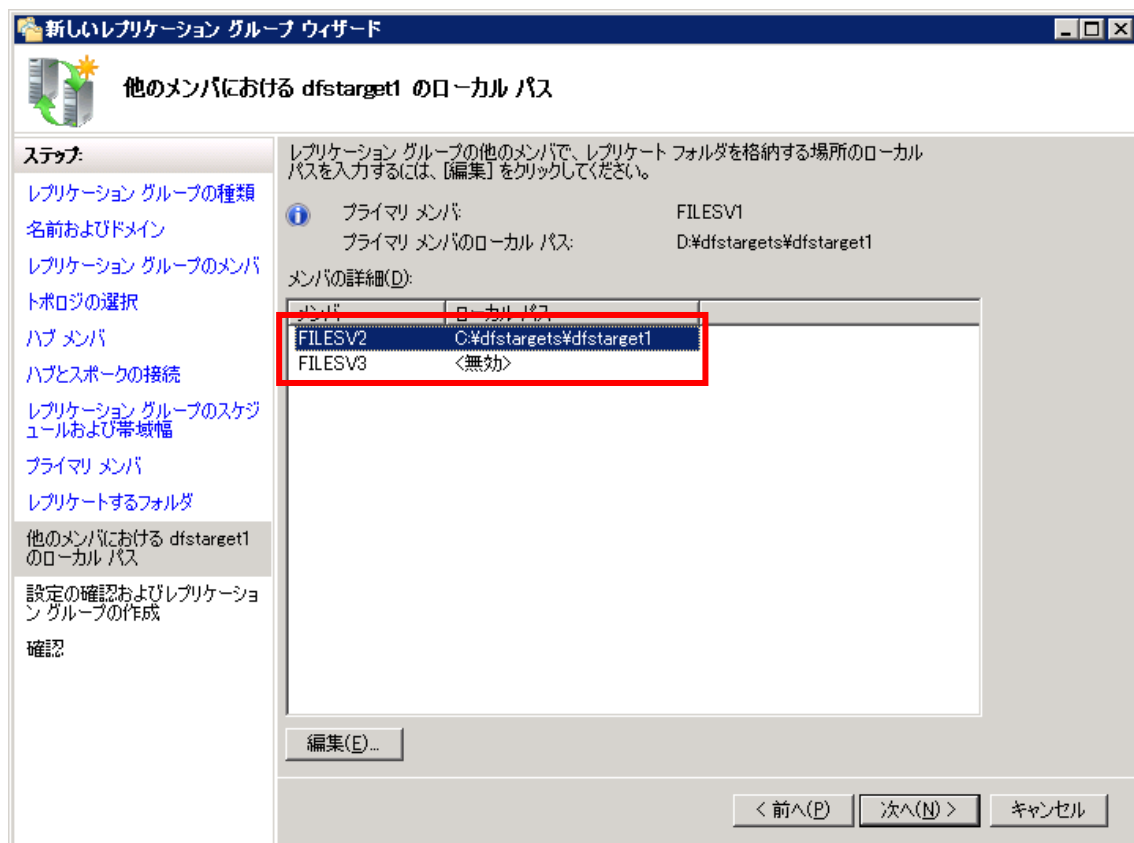 新しいレプリケーション グループ ウィザード
他のメンバにおける dfstarget1 のローカル パス
ステップ:
レプリケーション グループの種類
名前およびドメイン
レプリケーション グループのメンバ
トポロジの選択
ハブ メンバ
ハブとスポークの接続
レプリケーション グループのスケジ
ュールおよび帯域幅
プライマリ メンバ
レプリケートするフォルダ
他のメンバにおける dfstarget1
のローカル パス
設定の確認およびレプリケーショ
ン グループの作成
確認
レプリケーション グループの他のメンバで、レプリケート フォルダを格納する場所のローカル
パスを入力するには、[編集] をクリックしてください。
プライマリ メンバ: FILESV1
プライマリ メンバのローカル パス: D:¥dfstargets¥dfstarget1
メンバの詳細(D):
メンバ ローカル パス
FILESV2 C:¥dfstargets¥dfstarget1
FILESV3 <無効>
編集(E)...
< 前へ(P) 次へ(N) > キャンセル